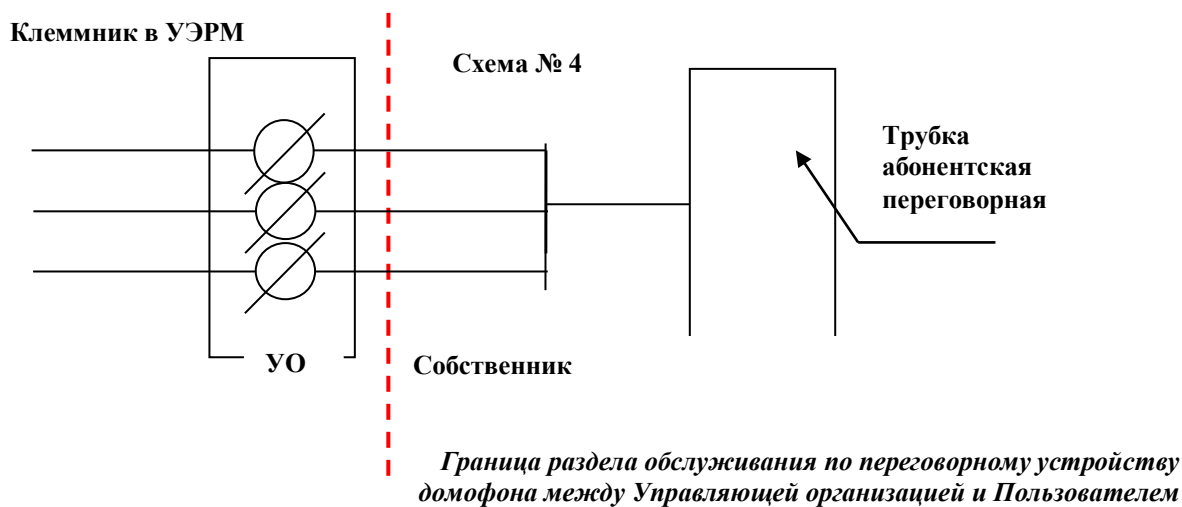 Клеммник в УЭРМ
Схема № 4
Трубка
абонентская
переговорная
УО
Собственник
Граница раздела обслуживания по переговорному устройству
домофона между Управляющей организацией и Пользователем